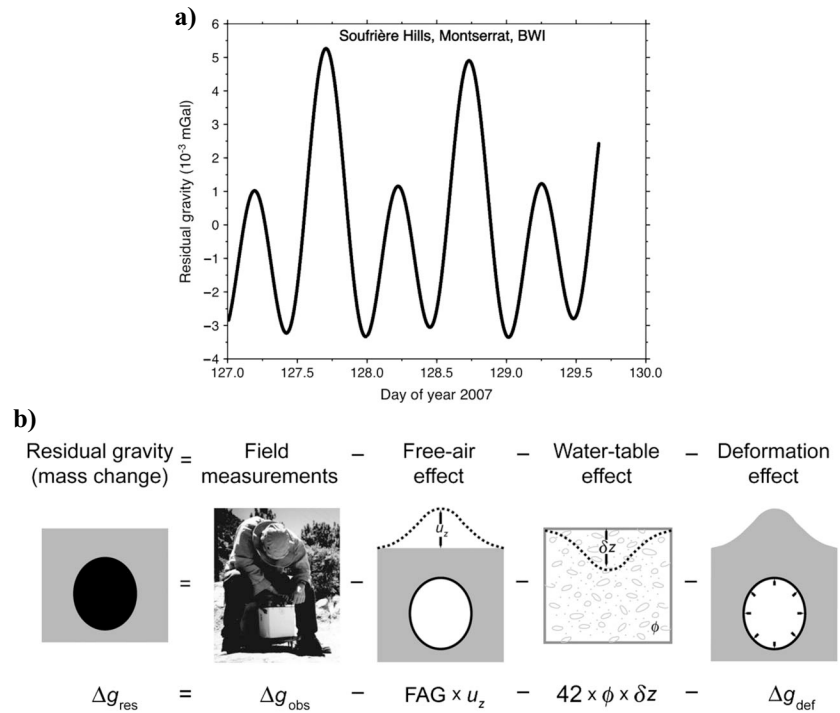 a)
Soufrière Hills, Montserrat, BWI
6
5
4
3
2
1
0
−1
−2
−3
−4
Residual gravity (10⁻³ mGal)
127.0 127.5 128.0 128.5 129.0 129.5 130.0
Day of year 2007
b)
Residual gravity = Field − Free-air − Water-table − Deformation
(mass change) measurements effect effect effect
= − u_z − δz −
ϕ
Δg_res = Δg_obs − FAG × u_z − 42 × ϕ × δz − Δg_def